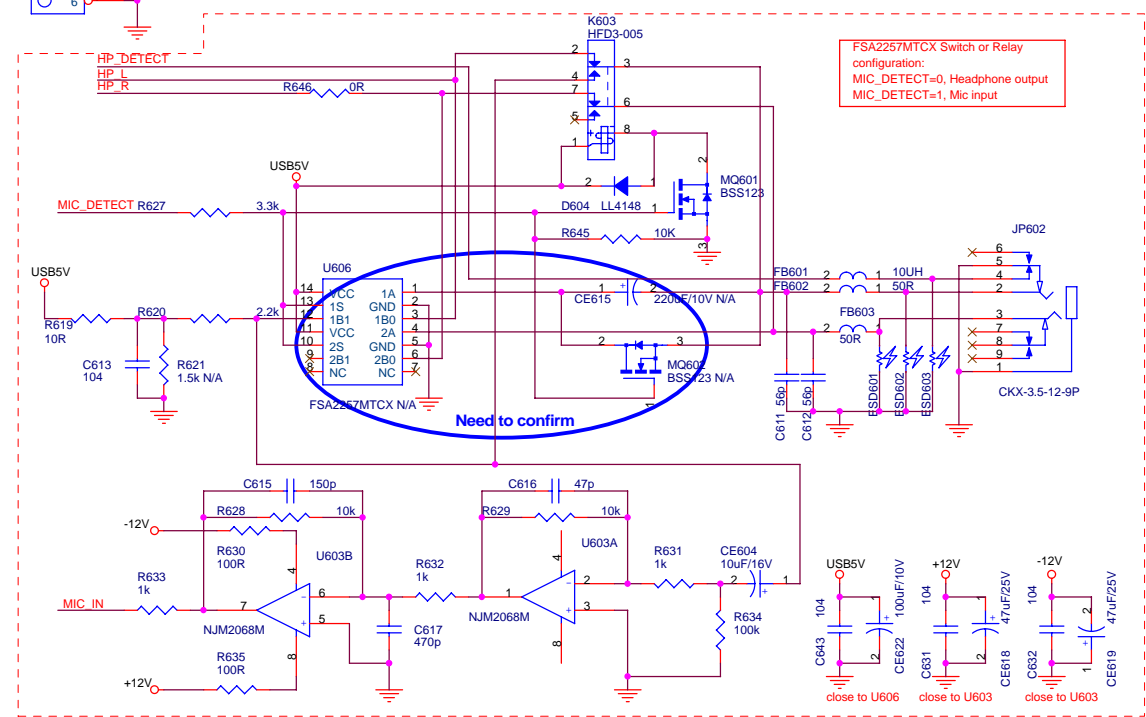 6
K603
HFD3-005
HP_DETECT
HP_L
HP_R
R646
0R
2
4
7
5
1
3
6
8
+
FSA2257MTCX Switch or Relay
configuration:
MIC_DETECT=0, Headphone output
MIC_DETECT=1, Mic input
USB5V
2
1
D604
LL4148
2
1
3
MQ601
BSS123
MIC_DETECT
R627
3.3k
R645
10K
JP602
6
5
4
2
3
7
8
9
1
CKX-3.5-12-9P
USB5V
R619
10R
R620
2.2k
C613
104
R621
1.5k N/A
U606
14
13
12
11
10
9
8
VCC
1S
1B1
VCC
2S
2B1
NC
1A
GND
1B0
2A
GND
2B0
NC
1
2
3
4
5
6
7
FSA2257MTCX N/A
1
2
+
CE615
220uF/10V N/A
2
3
1
MQ602
BSS123 N/A
Need to confirm
FB601
2
1
10UH
FB602
2
1
50R
FB603
2
1
50R
C611
56p
C612
56p
ESD601
ESD602
ESD603
C615
150p
R628
10k
-12V
R630
100R
U603B
4
R633
1k
MIC_IN
7
6
5
8
-
+
NJM2068M
R635
100R
+12V
R632
1k
C617
470p
C616
47p
R629
10k
U603A
4
1
2
3
8
-
+
NJM2068M
R631
1k
CE604
10uF/16V
2
1
+
R634
100k
USB5V
104
C643
100uF/10V
+
2
CE622
close to U606
+12V
104
C631
47uF/25V
+
2
CE618
close to U603
-12V
104
C632
47uF/25V
2
+
1
CE619
close to U603